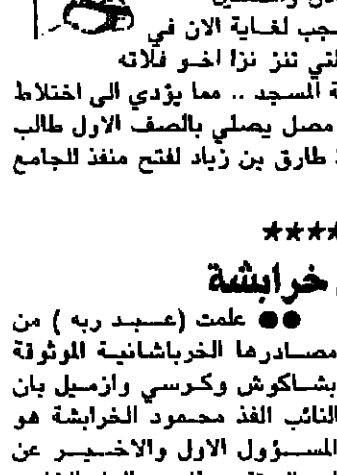 جب لغاية الان في
لتي تنز نزا اخو فلاته
ة المسجد .. مما يؤدي الى اختلاط
مصل يصلي بالصف الاول طالب
طارق بن زياد لفتح منفذ للجامع
****
خرابشة
●● علمت (عبد ربه ) من
مصادرها الخرباشانية الموثوقة
بشاكوش وكرسي وازميل بان
النائب الفذ محمود الخرابشة هو
المسؤول الاول والاخير عن